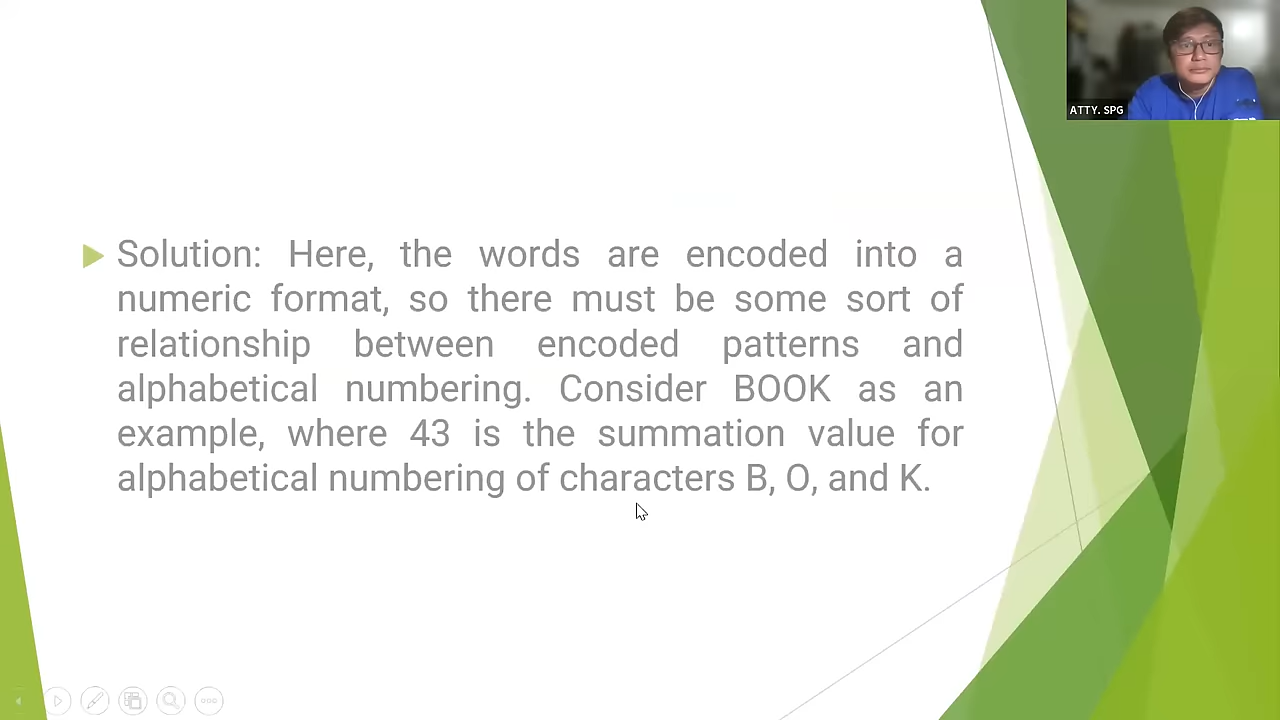 ATTY. SPG
Solution: Here, the words are encoded into a
numeric format, so there must be some sort of
relationship between encoded patterns and
alphabetical numbering. Consider BOOK as an
example, where 43 is the summation value for
alphabetical numbering of characters B, O, and K.